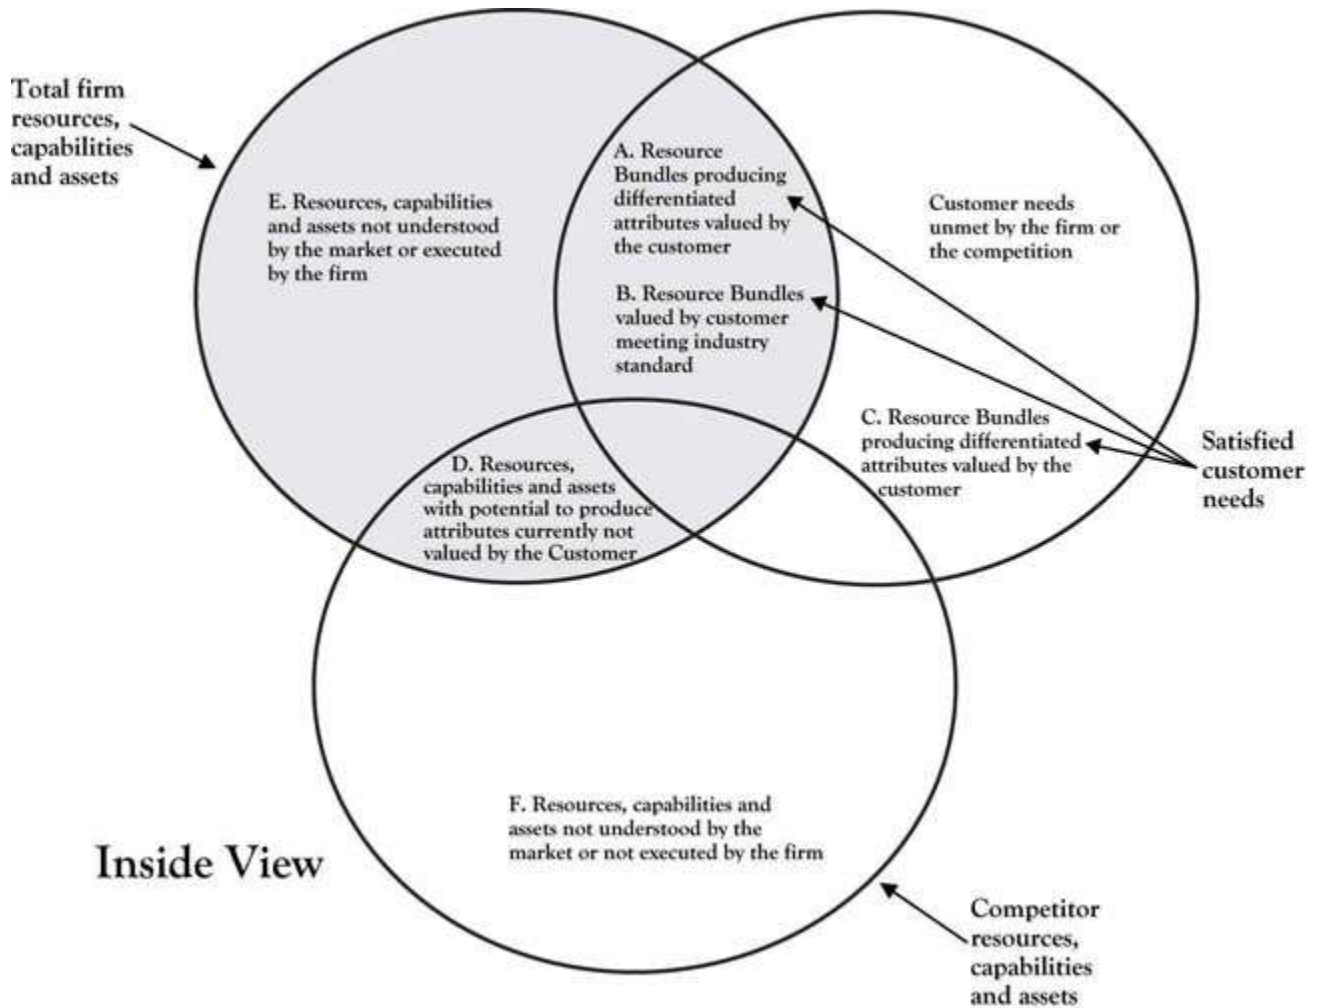 Total firm
resources,
capabilities
and assets
E. Resources, capabilities
and assets not understood
by the market or executed
by the firm
A. Resource
Bundles producing
differentiated
attributes valued by
the customer
B. Resource Bundles
valued by customer
meeting industry
standard
Customer needs
unmet by the firm or
the competition
C. Resource Bundles
producing differentiated
attributes valued by the
customer
Satisfied
customer
needs
D. Resources,
capabilities and assets
with potential to produce
attributes currently not
valued by the Customer
F. Resources, capabilities and
assets not understood by the
market or not executed by the firm
Inside View
Competitor
resources,
capabilities
and assets